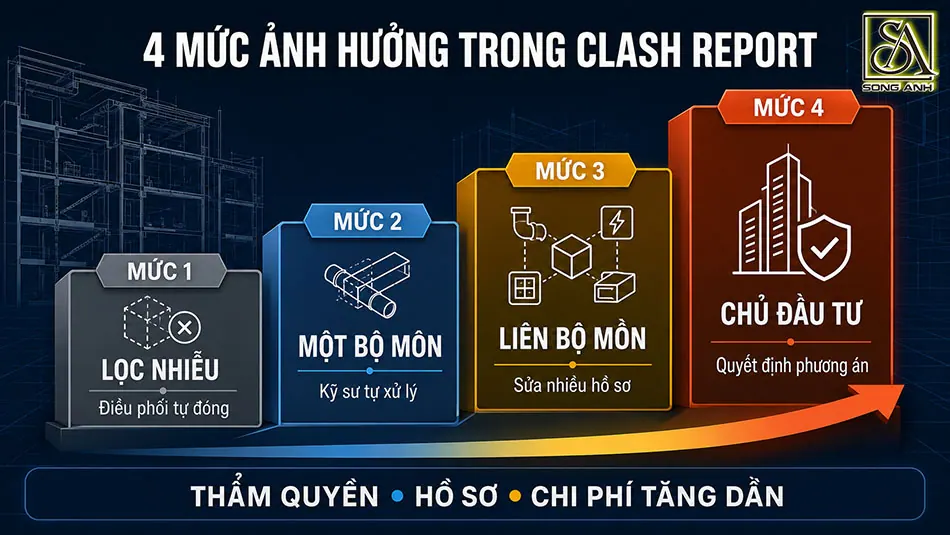 4 MỨC ẢNH HƯỞNG TRONG CLASH REPORT
SA
SONG ANH
MỨC 1
LỌC NHIỄU
Điều phối tự đóng
MỨC 2
MỘT BỘ MÔN
Kỹ sư tự xử lý
MỨC 3
LIÊN BỘ MỒN
Sửa nhiều hồ sơ
MỨC 4
CHỦ ĐẦU TƯ
Quyết định phương án
THẨM QUYỀN • HỒ SƠ • CHI PHÍ TĂNG DẦN